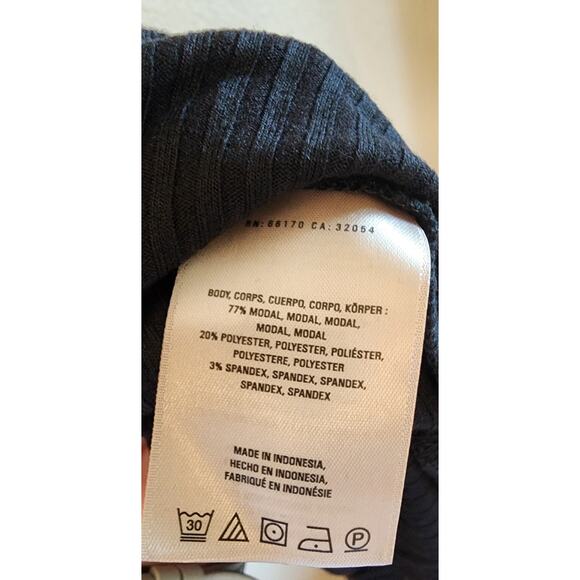 RN: 66170 CA: 32054
BODY, CORPS, CUERPO, CORPO, KÖRPER :
77% MODAL, MODAL, MODAL,
MODAL, MODAL
20% POLYESTER, POLYESTER, POLIÉSTER,
POLYESTERE, POLYESTER
3% SPANDEX, SPANDEX, SPANDEX,
SPANDEX, SPANDEX
MADE IN INDONESIA,
HECHO EN INDONESIA,
FABRIQUÉ EN INDONÉSIE
30 P